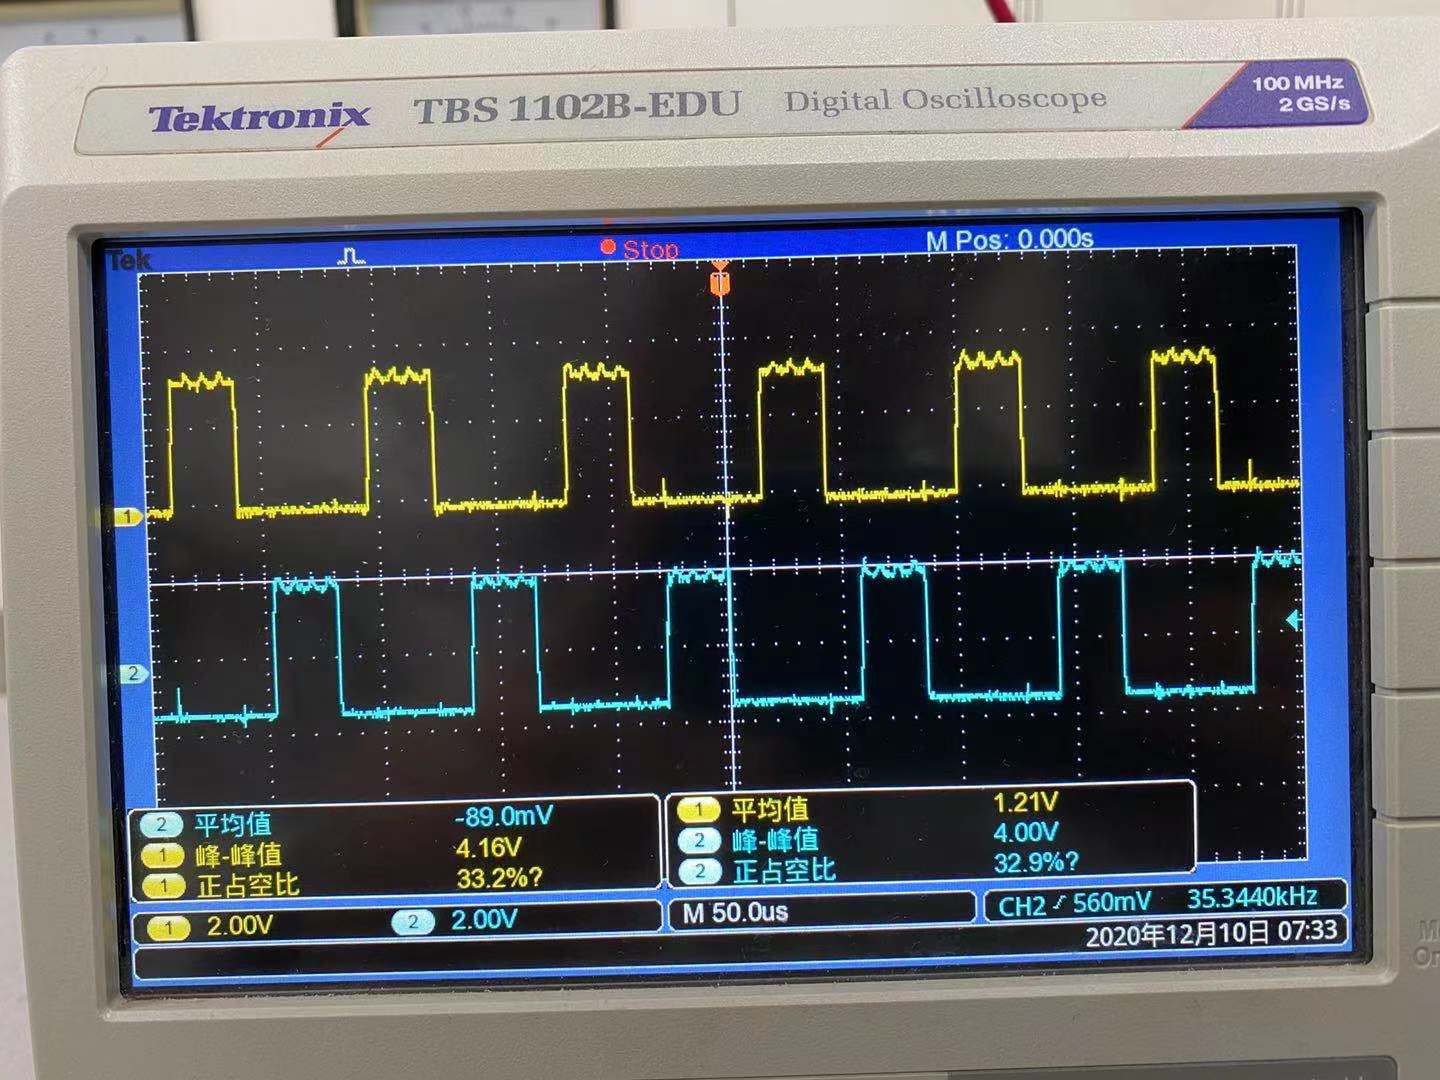 Tektronix TBS 1102B-EDU Digital Oscilloscope
100 MHz
2 GS/s
Tek Stop M Pos: 0.000s
T
1
2
2 平均值 -89.0mV
1 峰-峰值 4.16V
1 正占空比 33.2%?
1 平均值 1.21V
2 峰-峰值 4.00V
2 正占空比 32.9%?
1 2.00V 2 2.00V M 50.0us CH2 560mV 35.3440kHz
2020年12月10日 07:33